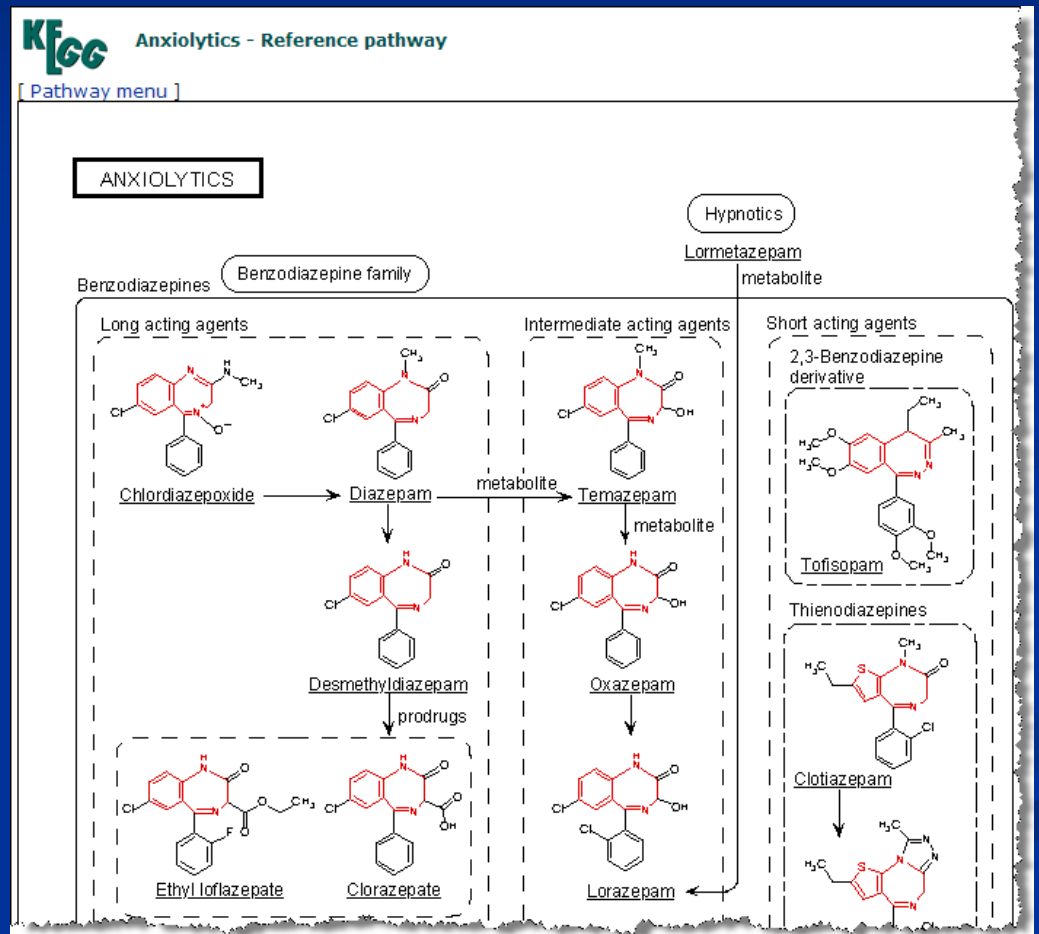 KEGG Anxiolytics - Reference pathway
[ Pathway menu ]
ANXIOLYTICS
Hypnotics
Lormetazepam
metabolite
Benzodiazepines
Benzodiazepine family
Long acting agents
Intermediate acting agents
Short acting agents
2,3-Benzodiazepine
derivative
Chlordiazepoxide
Diazepam
metabolite
Temazepam
metabolite
Tofisopam
Thienodiazepines
Desmethyldiazepam
prodrugs
Oxazepam
Clotiazepam
Ethyl loflazepate
Clorazepate
Lorazepam